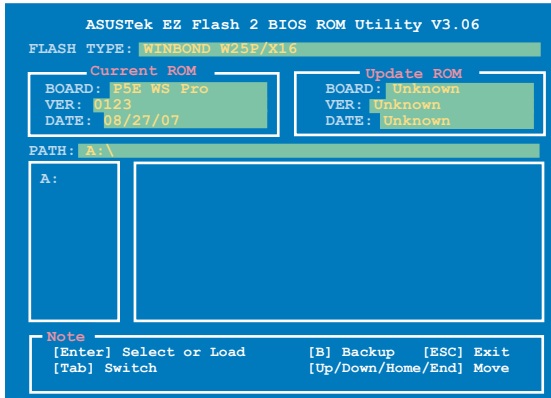 ASUSTek EZ Flash 2 BIOS ROM Utility V3.06
FLASH TYPE: WINBOND W25P/X16
Current ROM
BOARD: P5E WS Pro
VER: 0123
DATE: 08/27/07
Update ROM
BOARD: Unknown
VER: Unknown
DATE: Unknown
PATH: A:\
A:
Note
[Enter] Select or Load [B] Backup [ESC] Exit
[Tab] Switch [Up/Down/Home/End] Move